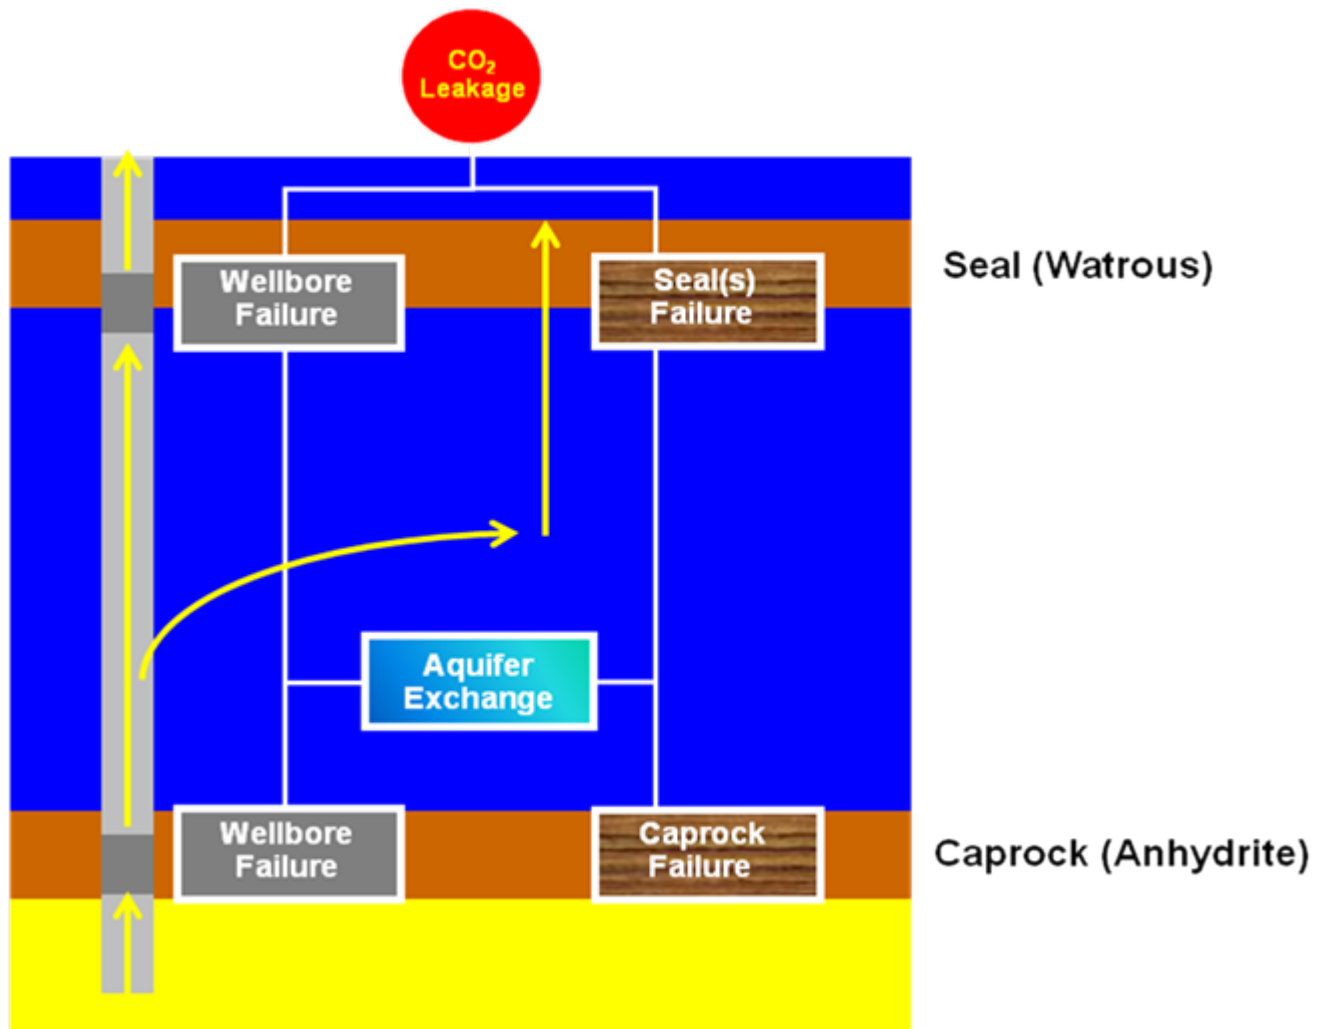 CO₂
Leakage
Wellbore
Failure
Seal(s)
Failure
Seal (Watrous)
Aquifer
Exchange
Wellbore
Failure
Caprock
Failure
Caprock (Anhydrite)